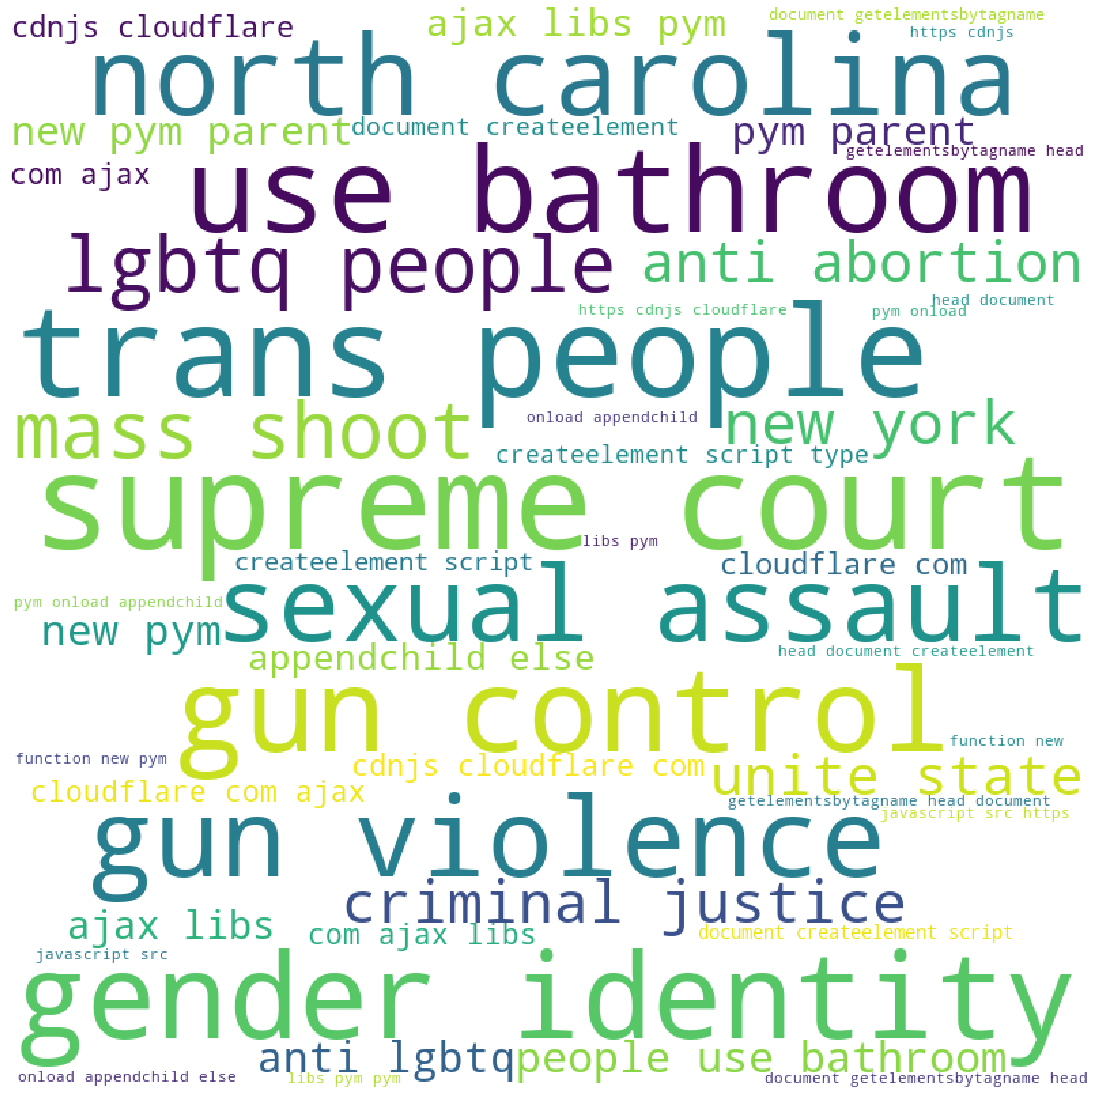 cdnjs cloudflare
ajax libs pym
document getelementsbytagname
https cdnjs
north carolina
new pym parent
document createelement
pym parent
getelementsbytagname head
com ajax
use bathroom
lgbtq people
anti abortion
head document
https cdnjs cloudflare
pym onload
trans people
mass shoot
onload appendchild
new york
createelement script type
supreme court
libs pym
createelement script
cloudflare com
pym onload appendchild
sexual assault
new pym
appendchild else
head document createelement
gun control
function new
function new pym
cdnjs cloudflare com
unite state
cloudflare com ajax
getelementsbytagname head document
javascript src https
gun violence
criminal justice
ajax libs
com ajax libs
document createelement script
javascript src
gender identity
anti lgbtq
people use bathroom
onload appendchild else
libs pym pym
document getelementsbytagname head